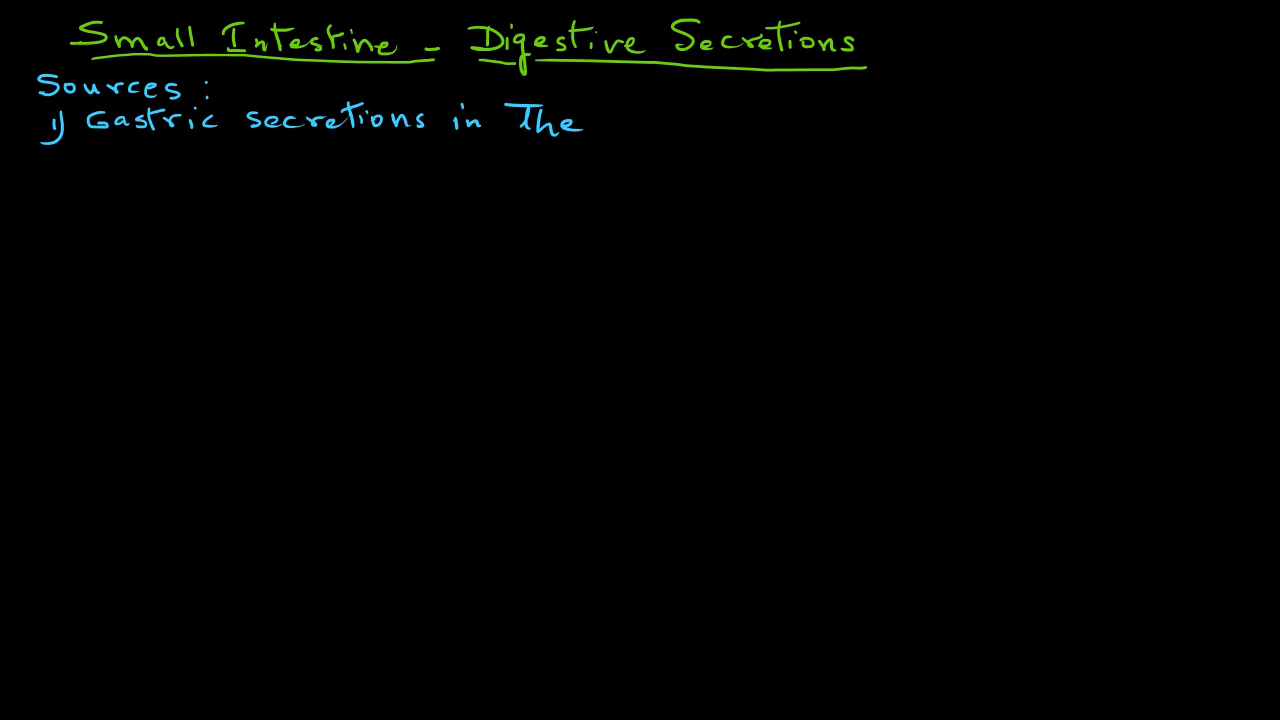 Small Intestine - Digestive Secretions
Sources :
1) Gastric secretions in The